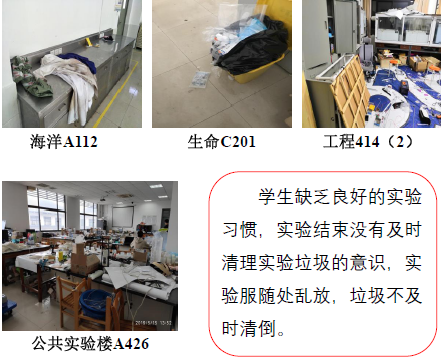 海洋A112
生命C201
工程414（2）
公共实验楼A426
学生缺乏良好的实验
习惯，实验结束没有及时
清理实验垃圾的意识，实
验服随处乱放，垃圾不及
时清倒。